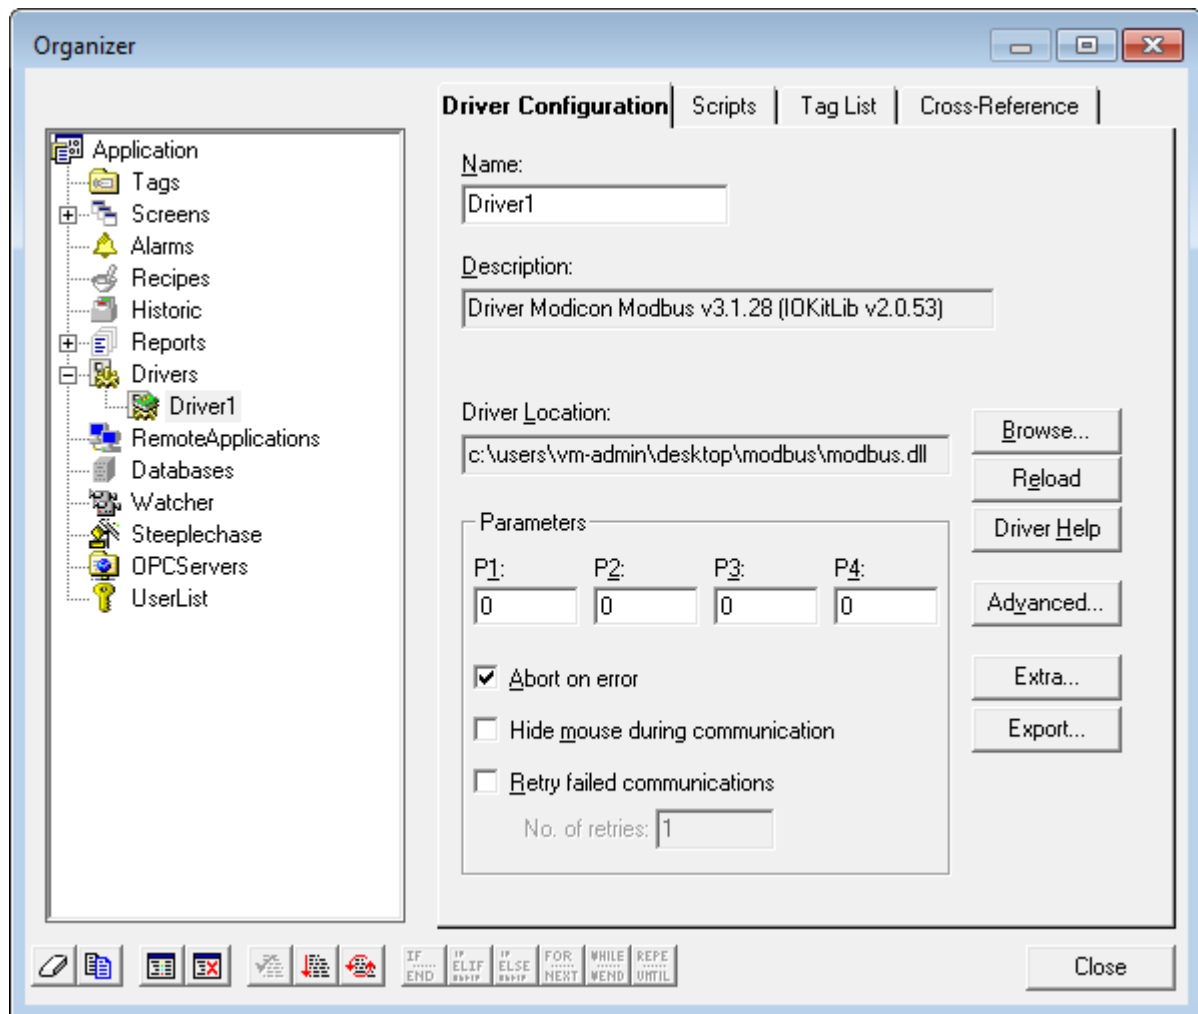 Organizer
Driver Configuration
Scripts
Tag List
Cross-Reference
Application
Tags
Screens
Alarms
Recipes
Historic
Reports
Drivers
Driver1
RemoteApplications
Databases
Watcher
Steeplechase
OPCServers
UserList
Name:
Driver1
Description:
Driver Modicon Modbus v3.1.28 (IOKitLib v2.0.53)
Driver Location:
c:\users\vm-admin\desktop\modbus\modbus.dll
Browse...
Reload
Driver Help
Advanced...
Extra...
Export...
Parameters
P1: P2: P3: P4:
0 0 0 0
Abort on error
Hide mouse during communication
Retry failed communications
No. of retries: 1
IF
END
IF
ELIF
IF
ELSE
FOR
NEXT
WHILE
WEND
REPE
UNTIL
Close